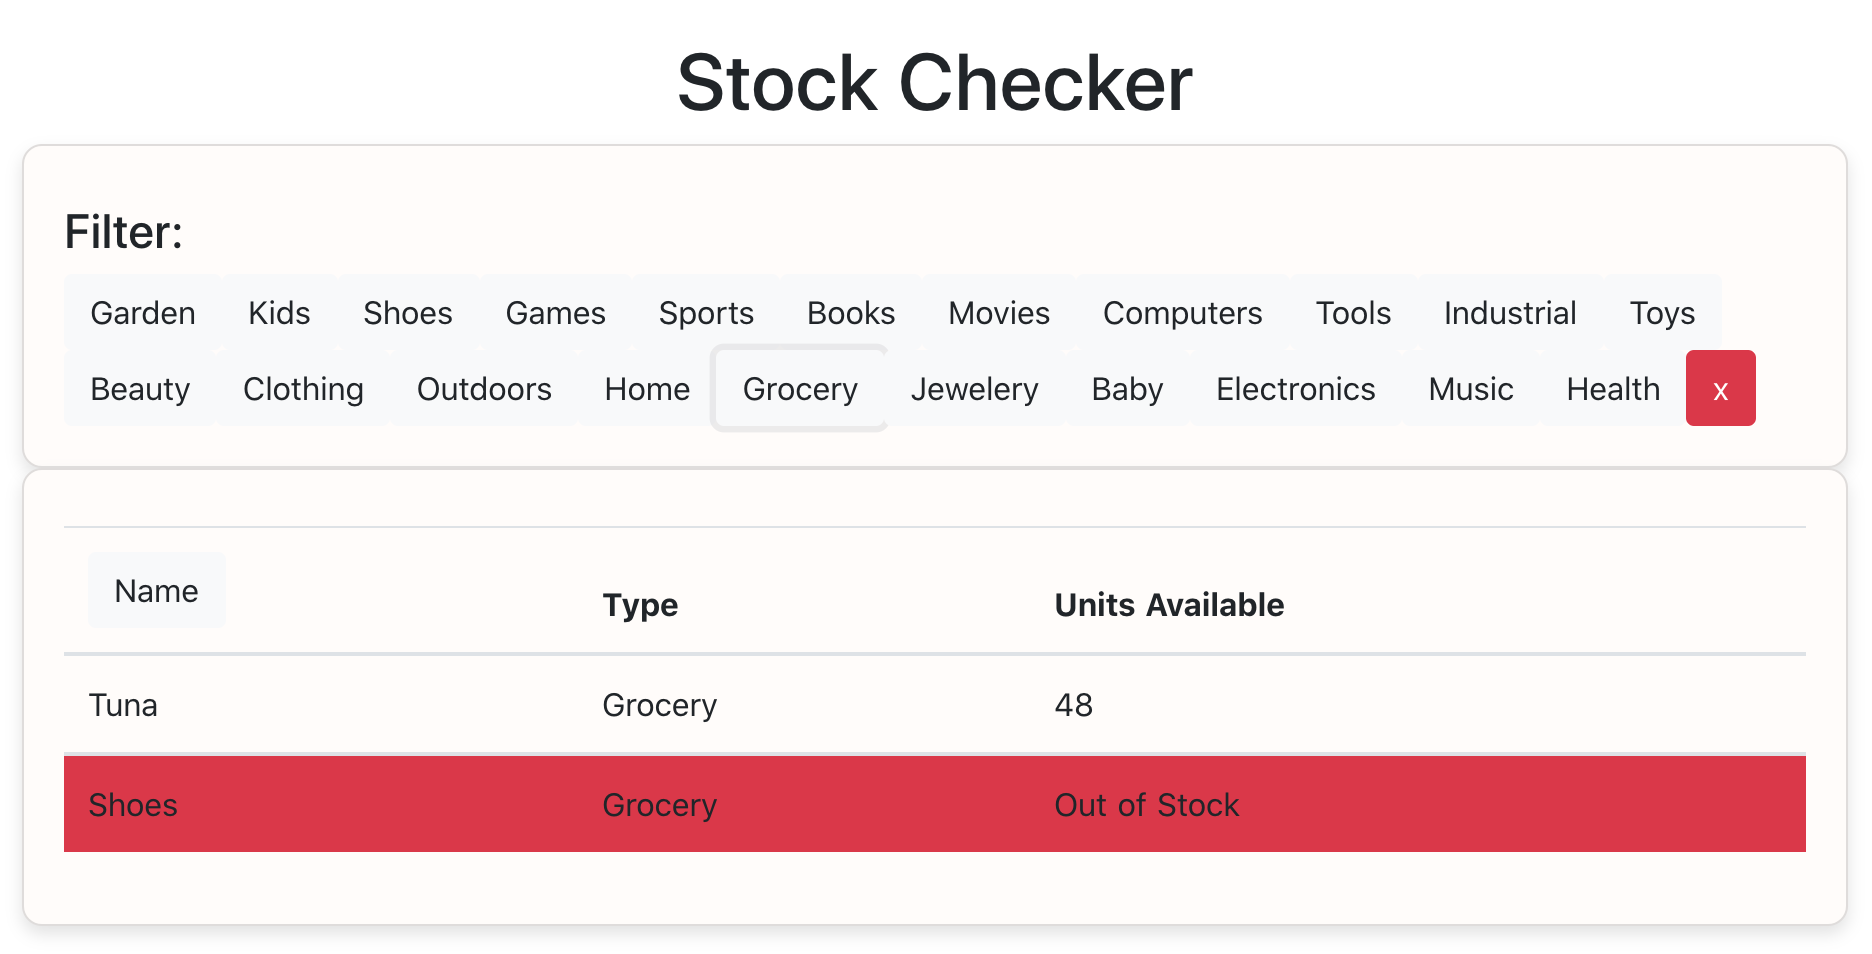 Stock Checker
Filter:
Garden Kids Shoes Games Sports Books Movies Computers Tools Industrial Toys
Beauty Clothing Outdoors Home Grocery Jewelery Baby Electronics Music Health x
Name Type Units Available
Tuna Grocery 48
Shoes Grocery Out of Stock